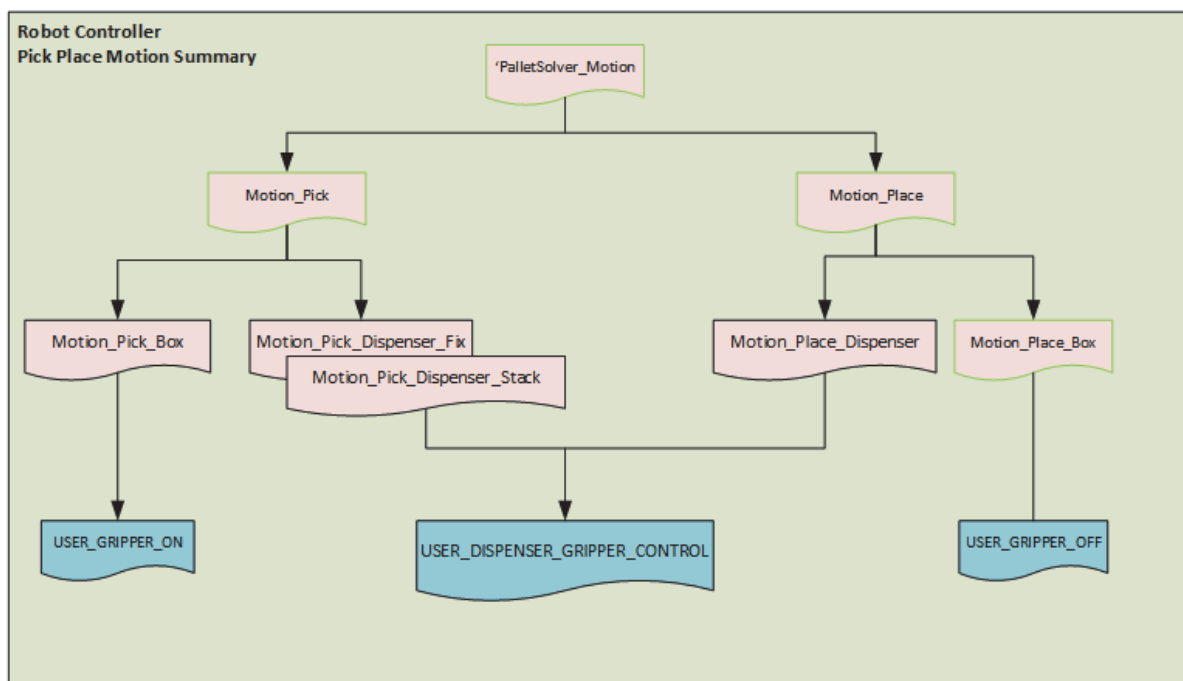 Robot Controller
Pick Place Motion Summary
‘PalletSolver_Motion
Motion_Pick
Motion_Place
Motion_Pick_Box
Motion_Pick_Dispenser_Fix
Motion_Pick_Dispenser_Stack
Motion_Place_Dispenser
Motion_Place_Box
USER_GRIPPER_ON
USER_DISPENSER_GRIPPER_CONTROL
USER_GRIPPER_OFF